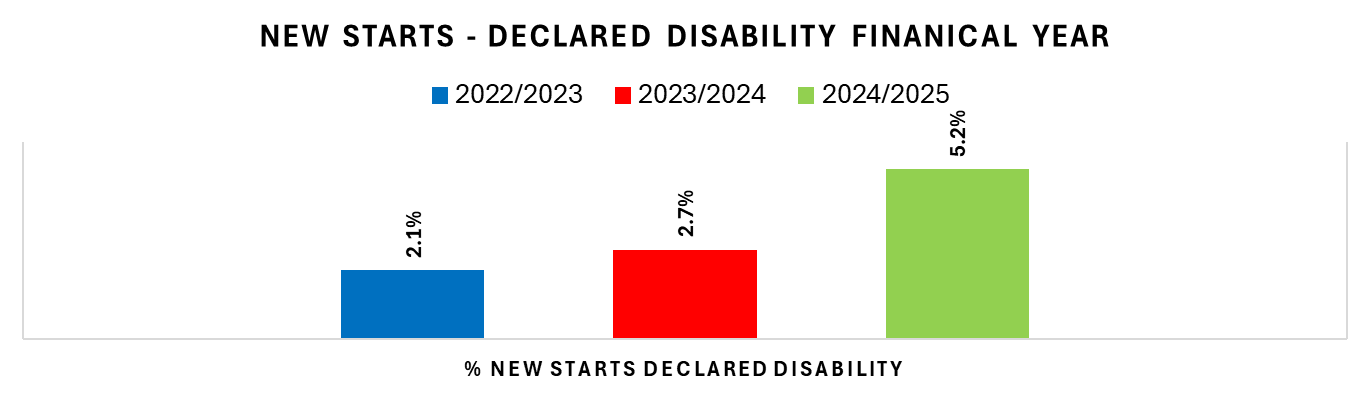 NEW STARTS - DECLARED DISABILITY FINANICAL YEAR
2022/2023 2023/2024 2024/2025
2.1%
2.7%
5.2%
% NEW STARTS DECLARED DISABILITY